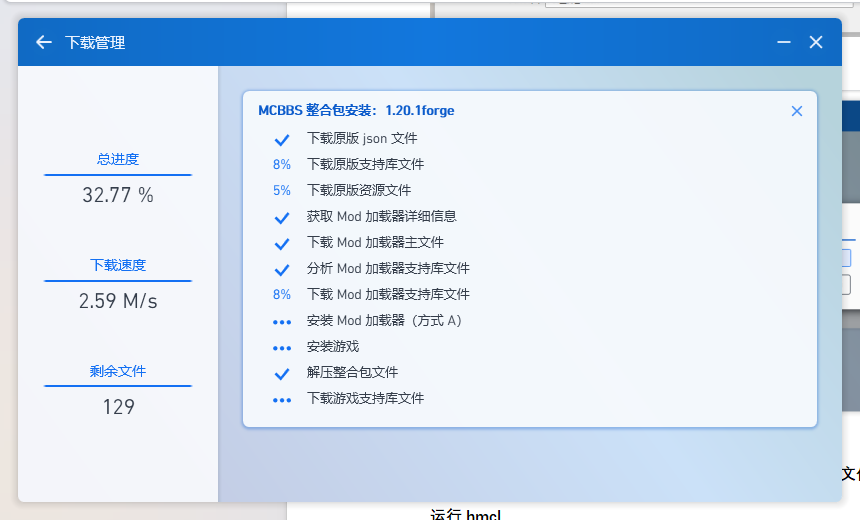 下载管理
总进度
32.77 %
下载速度
2.59 M/s
剩余文件
129
MCBBS 整合包安装：1.20.1forge
下载原版 json 文件
8% 下载原版支持库文件
5% 下载原版资源文件
获取 Mod 加载器详细信息
下载 Mod 加载器主文件
分析 Mod 加载器支持库文件
8% 下载 Mod 加载器支持库文件
安装 Mod 加载器（方式 A）
安装游戏
解压整合包文件
下载游戏支持库文件
文件
运行 hmcl